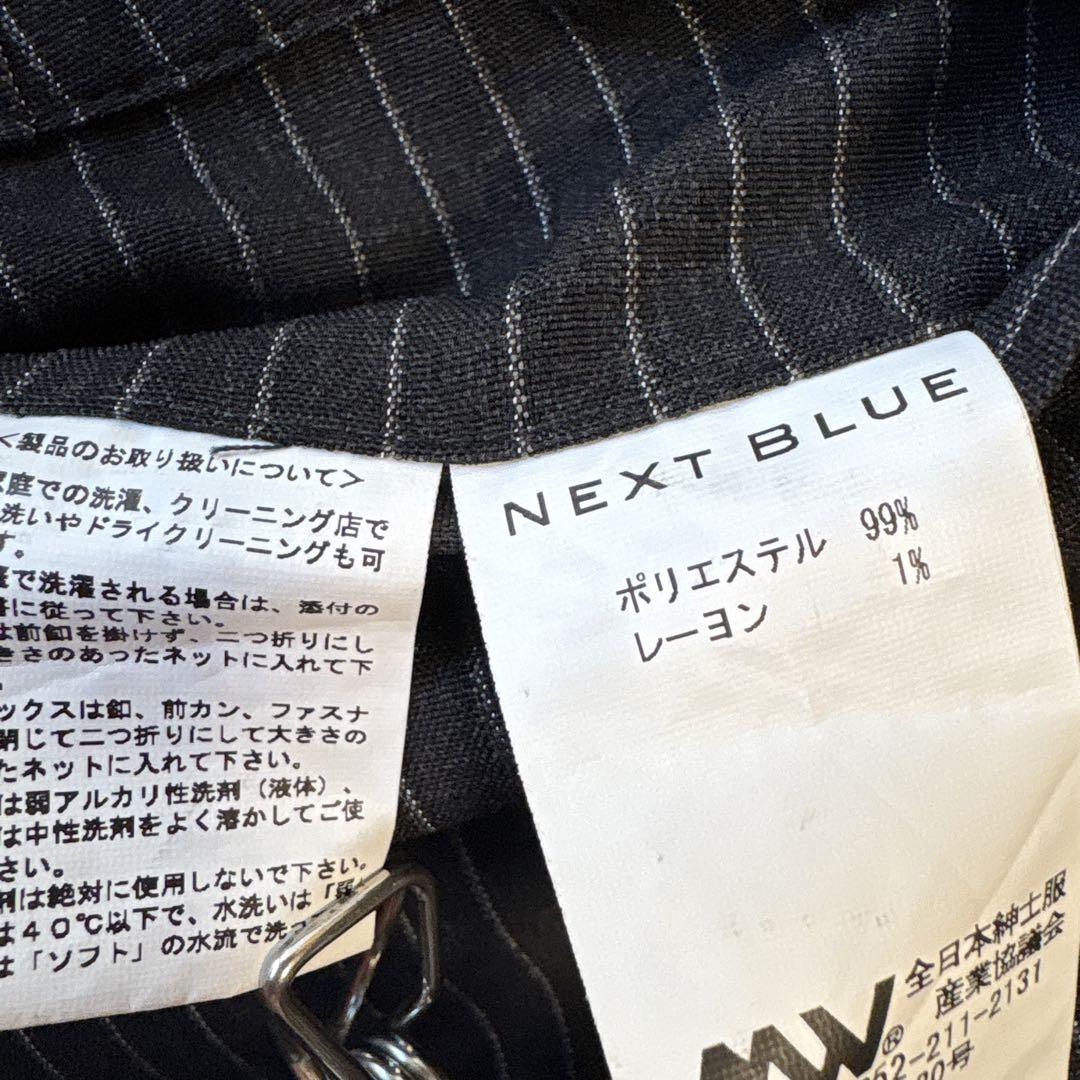 <製品のお取り扱いについて>
庭での洗濯、クリーニング店で
洗いやドライクリーニングも可
す。
で洗濯される場合は、添付の
に従って下さい。
は前釦を掛けず、二つ折りにし
きさのあったネットに入れて下
ックスは釦、前カン、ファスナ
閉じて二つ折りにして大きさの
たネットに入れて下さい。
は弱アルカリ性洗剤(液体)、
は中性洗剤をよく溶かしてご使
さい。
剤は絶対に使用しないで下さい。
は40℃以下で、水洗いは「弱
は「ソフト」の水流で洗っ
NEXT BLUE
ポリエステル 99%
レーヨン 1%
全日本紳士服
産業協議会
®
52-211-2131
号